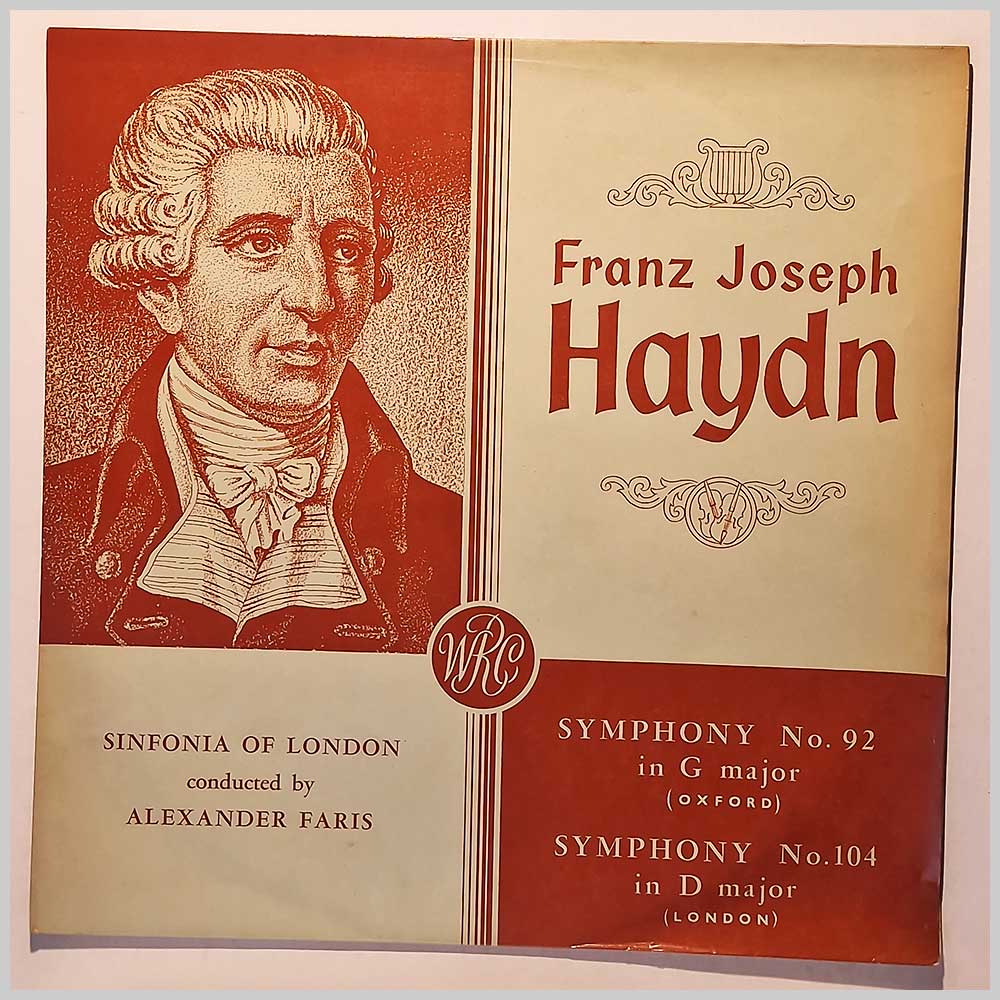 Franz Joseph
Haydn
WRC
SINFONIA OF LONDON
conducted by
ALEXANDER FARIS
SYMPHONY No. 92
in G major
(OXFORD)
SYMPHONY No. 104
in D major
(LONDON)